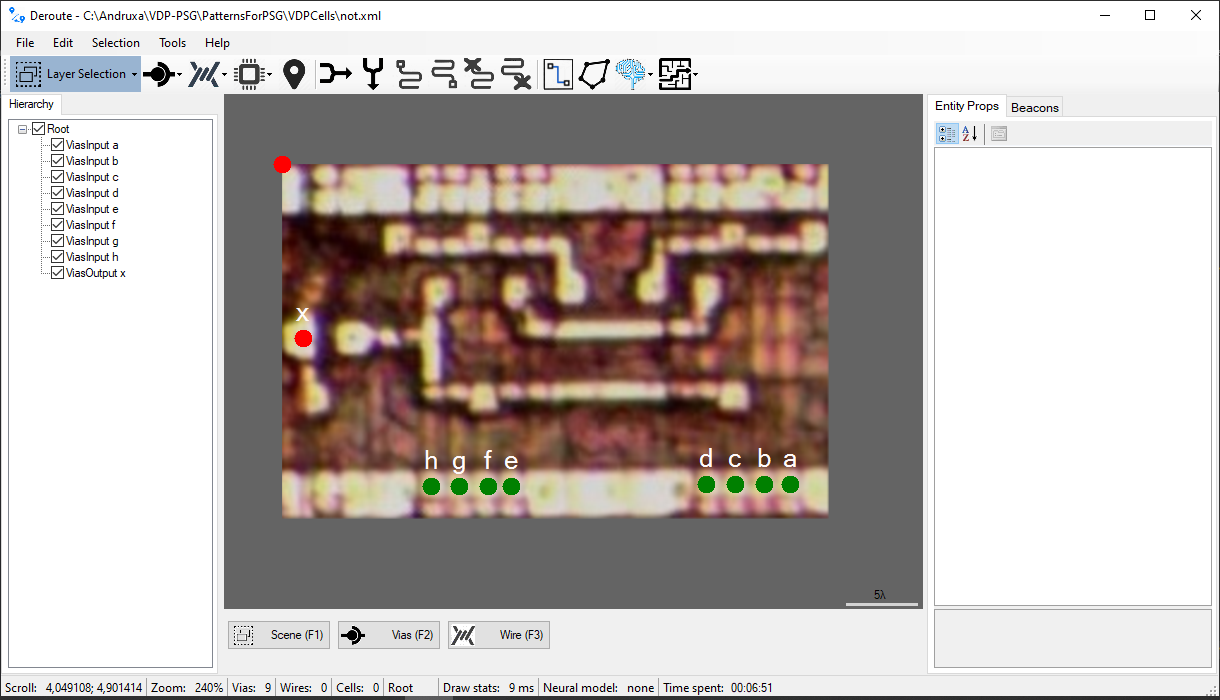 Deroute - C:\Andruxa\VDP-PSG\PatternsForPSG\VDPCells\not.xml
File Edit Selection Tools Help
Layer Selection
Hierarchy
Entity Props Beacons
Root
ViasInput a
ViasInput b
ViasInput c
ViasInput d
ViasInput e
ViasInput f
ViasInput g
ViasInput h
ViasOutput x
x
h g f e d c b a
5λ
Scene (F1) Vias (F2) Wire (F3)
Scroll: 4,049108; 4,901414 Zoom: 240% Vias: 9 Wires: 0 Cells: 0 Root Draw stats: 9 ms Neural model: none Time spent: 00:06:51